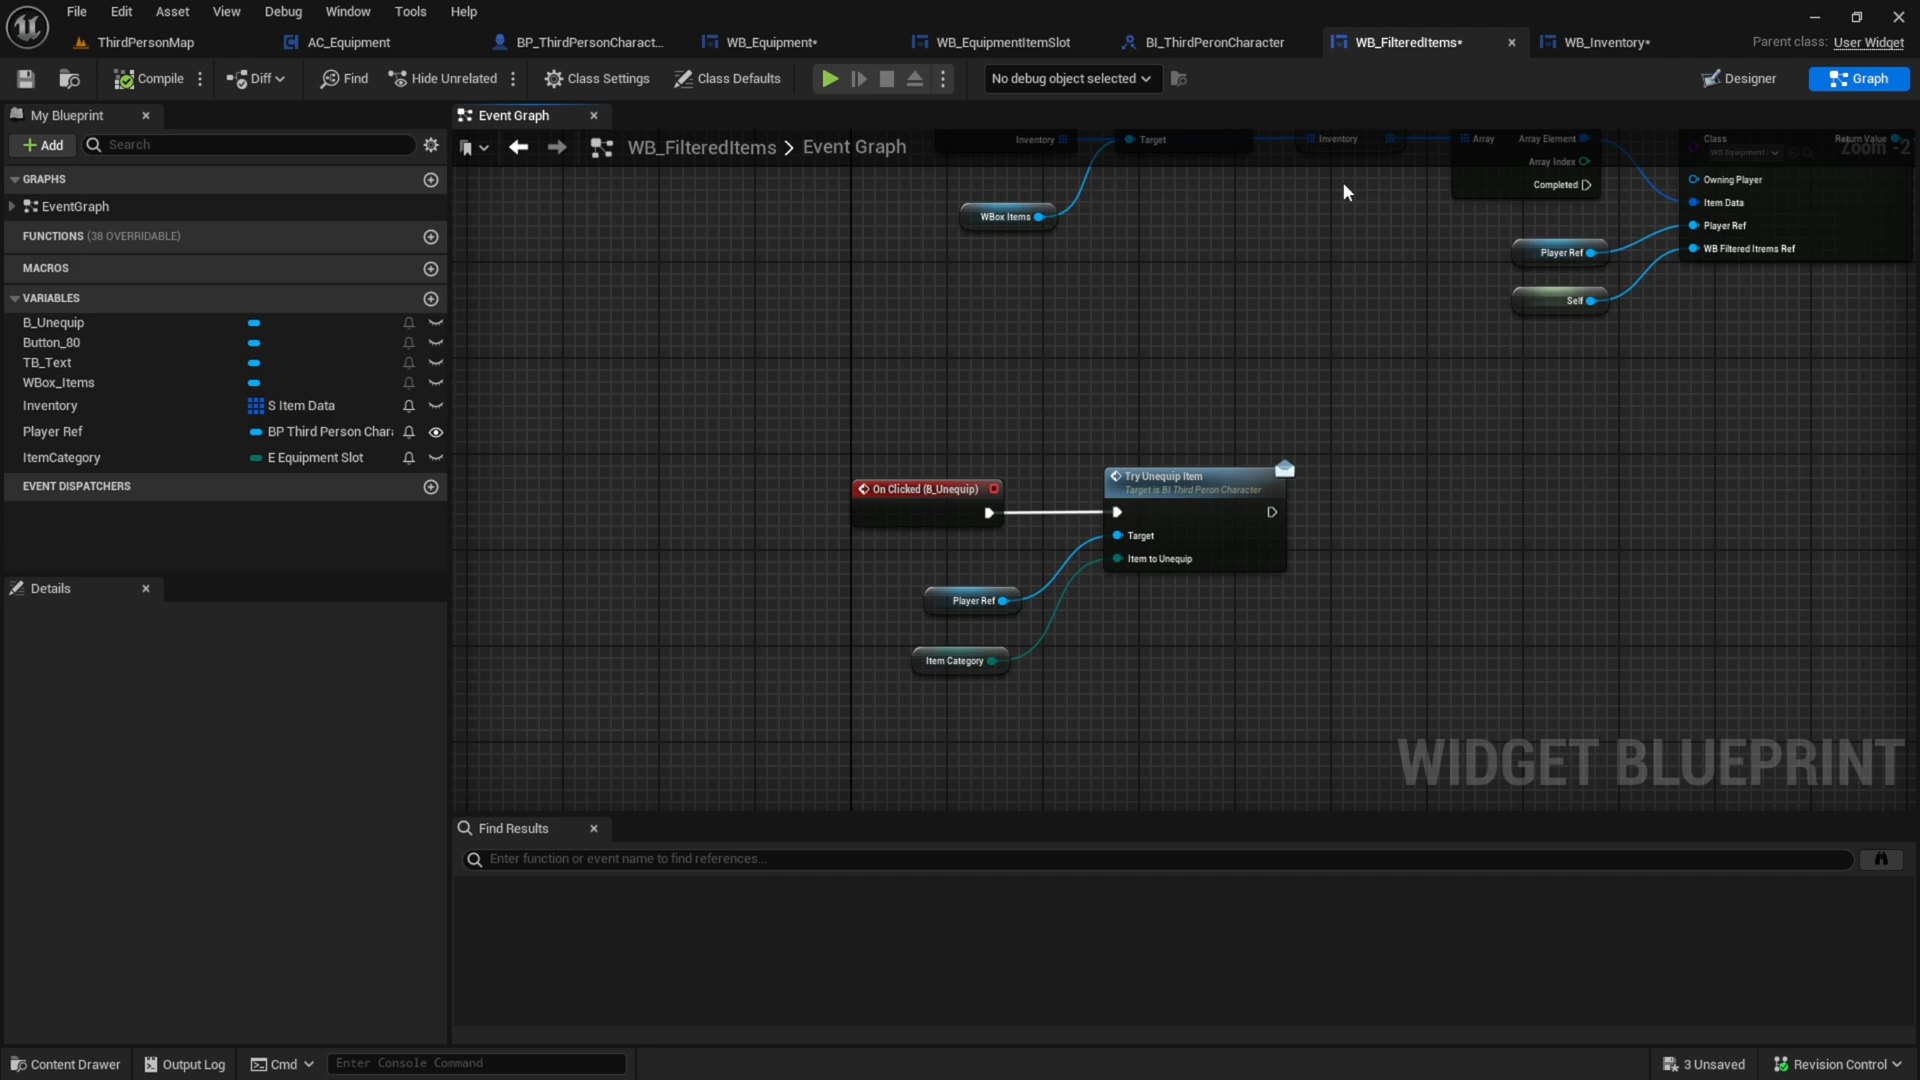 File Edit Asset View Debug Window Tools Help
ThirdPersonMap AC_Equipment BP_ThirdPersonCharact... WB_Equipment* WB_EquipmentItemSlot BI_ThirdPeronCharacter WB_FilteredItems* WB_Inventory* Parent class: User Widget
Compile Diff Find Hide Unrelated Class Settings Class Defaults No debug object selected Designer Graph
My Blueprint
Add Search
GRAPHS
EventGraph
FUNCTIONS (38 OVERRIDABLE)
MACROS
VARIABLES
B_Unequip
Button_80
TB_Text
WBox_Items
Inventory S Item Data
Player Ref BP Third Person Char
ItemCategory E Equipment Slot
EVENT DISPATCHERS
Details
Event Graph
WB_FilteredItems > Event Graph
Zoom -2
Inventory Target Inventory Array Array Element Class Return Value
WB Equipment
Array Index
Completed
Owning Player
Item Data
Player Ref
WB Filtered Itrems Ref
WBox Items
Player Ref
Self
On Clicked (B_Unequip)
Try Unequip Item
Target is BI Third Peron Character
Target
Item to Unequip
Player Ref
Item Category
WIDGET BLUEPRINT
Find Results
Enter function or event name to find references...
Content Drawer Output Log Cmd Enter Console Command 3 Unsaved Revision Control